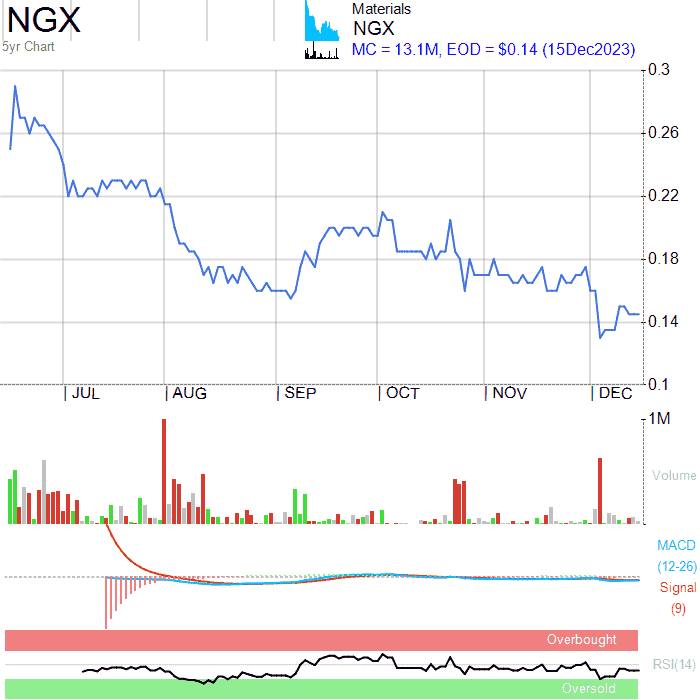 NGX
5yr Chart
Materials
NGX
MC = 13.1M, EOD = $0.14 (15Dec2023)
0.3
0.26
0.22
0.18
0.14
0.1
JUL AUG SEP OCT NOV DEC
1M
Volume
MACD
(12-26)
Signal
(9)
Overbought
RSI(14)
Oversold